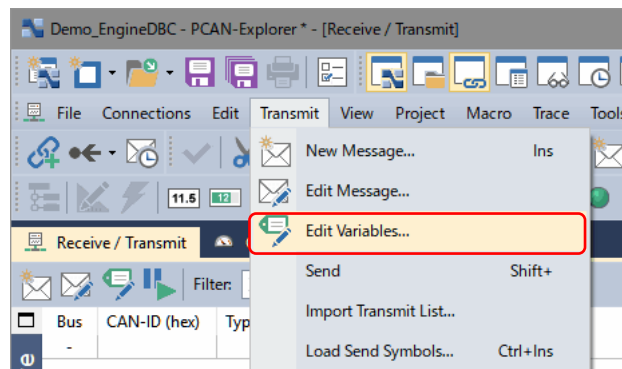 Demo_EngineDBC - PCAN-Explorer * - [Receive / Transmit]
File Connections Edit Transmit View Project Macro Trace Tools
New Message... Ins
Edit Message...
11.5 12
Edit Variables...
Receive / Transmit
Send Shift+
Filter:
Import Transmit List...
Bus CAN-ID (hex) Typ
Load Send Symbols... Ctrl+Ins
-